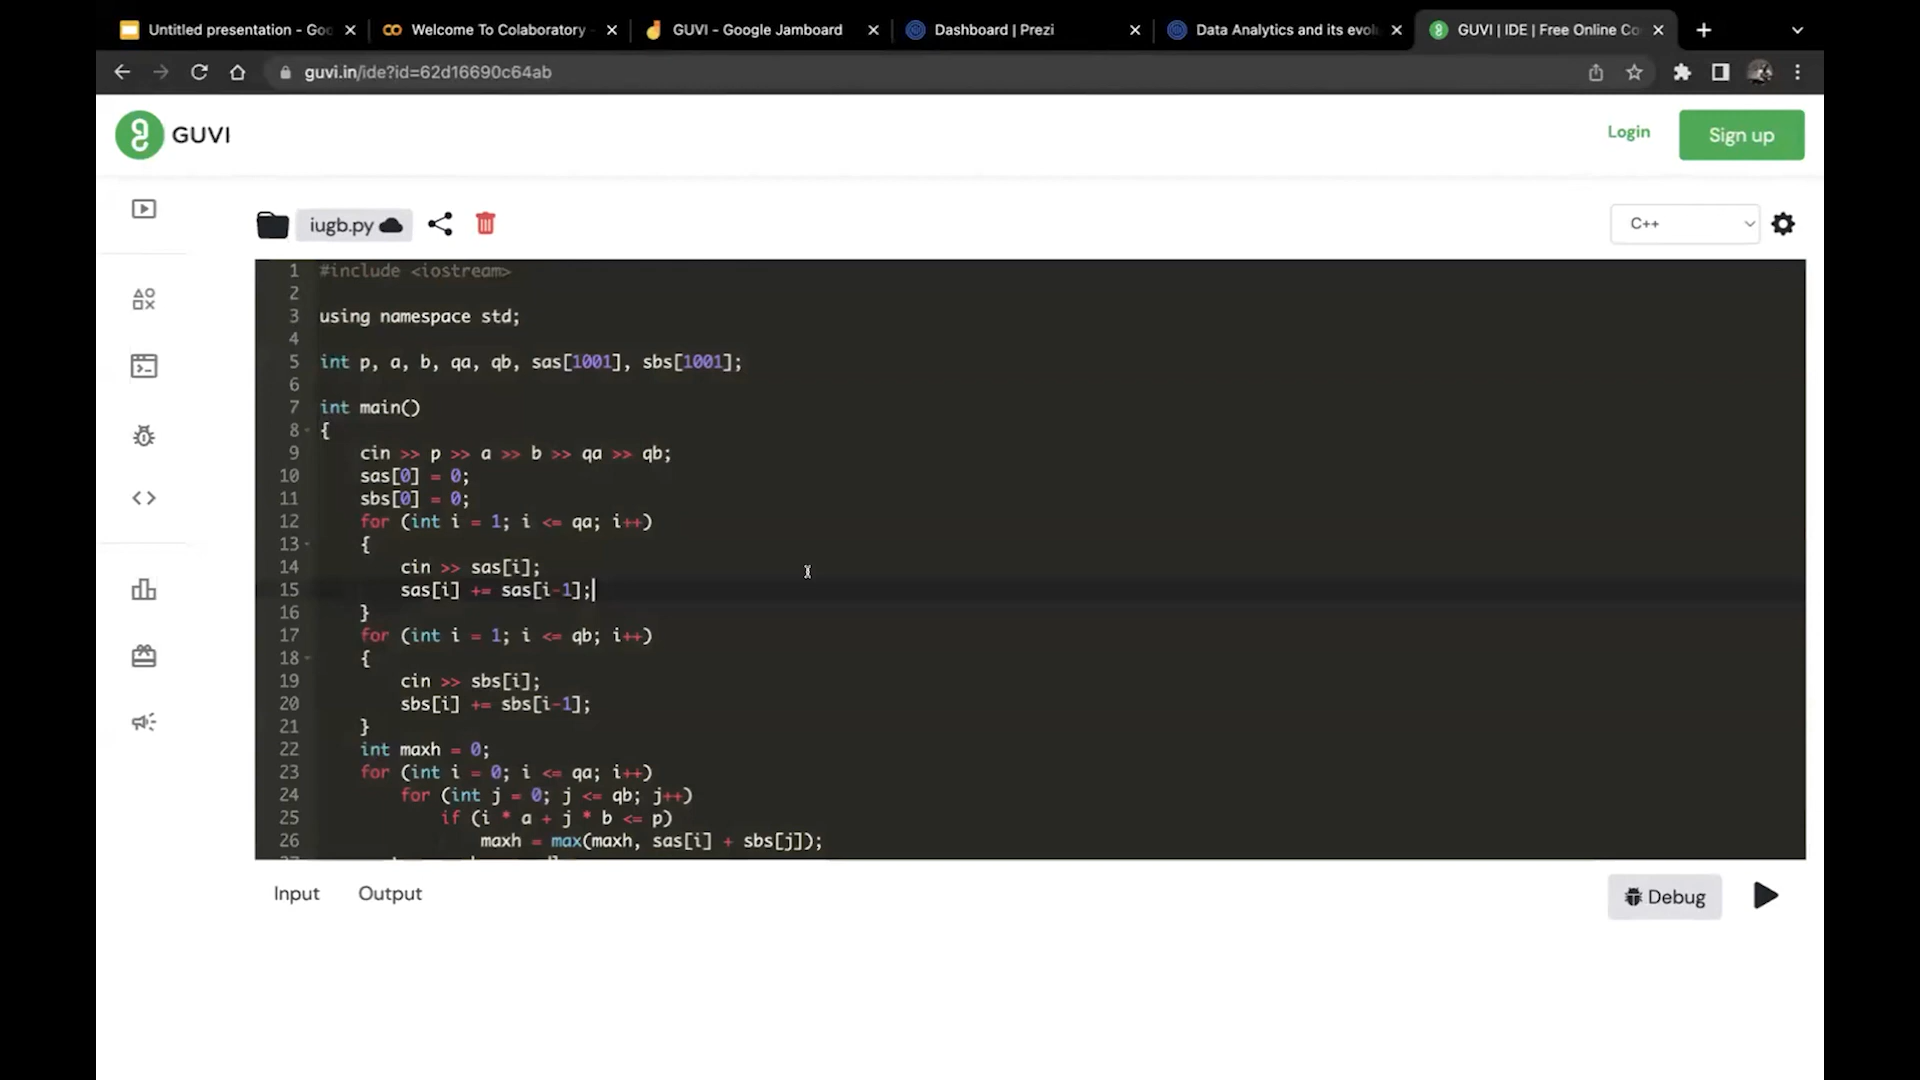 Untitled presentation - Goo
Welcome To Colaboratory -
GUVI - Google Jamboard
Dashboard | Prezi
Data Analytics and its evol
GUVI | IDE | Free Online Co
guvi.in/ide?id=62d16690c64ab
GUVI
Login
Sign up
iugb.py
C++
1 #include <iostream>
2
3 using namespace std;
4
5 int p, a, b, qa, qb, sas[1001], sbs[1001];
6
7 int main()
8 {
9 cin >> p >> a >> b >> qa >> qb;
10 sas[0] = 0;
11 sbs[0] = 0;
12 for (int i = 1; i <= qa; i++)
13 {
14 cin >> sas[i];
15 sas[i] += sas[i-1];
16 }
17 for (int i = 1; i <= qb; i++)
18 {
19 cin >> sbs[i];
20 sbs[i] += sbs[i-1];
21 }
22 int maxh = 0;
23 for (int i = 0; i <= qa; i++)
24 for (int j = 0; j <= qb; j++)
25 if (i * a + j * b <= p)
26 maxh = max(maxh, sas[i] + sbs[j]);
Input
Output
Debug